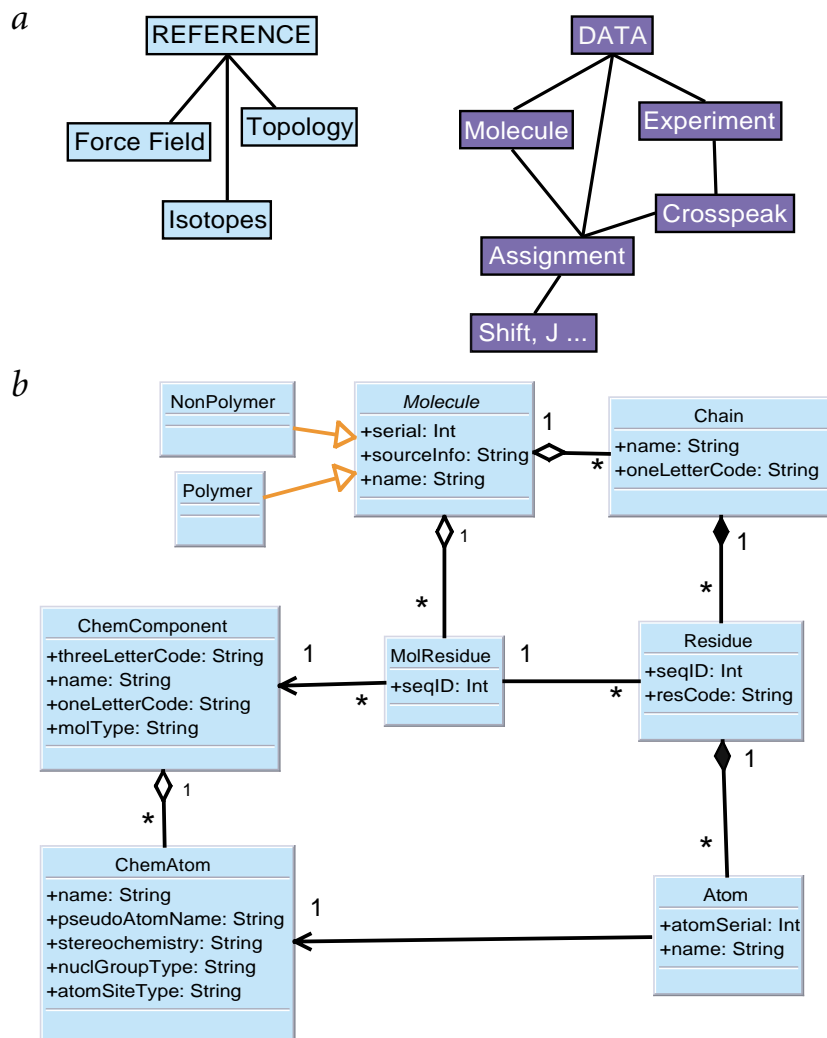 a
REFERENCE
Force Field
Topology
Isotopes
DATA
Molecule
Experiment
Crosspeak
Assignment
Shift, J ...
b
NonPolymer
Polymer
Molecule
+serial: Int
+sourceInfo: String
+name: String
1
*
Chain
+name: String
+oneLetterCode: String
1
*
1
*
ChemComponent
+threeLetterCode: String
+name: String
+oneLetterCode: String
+molType: String
1
*
MolResidue
+seqID: Int
1
*
Residue
+seqID: Int
+resCode: String
1
*
1
*
ChemAtom
+name: String
+pseudoAtomName: String
+stereochemistry: String
+nuclGroupType: String
+atomSiteType: String
1
Atom
+atomSerial: Int
+name: String